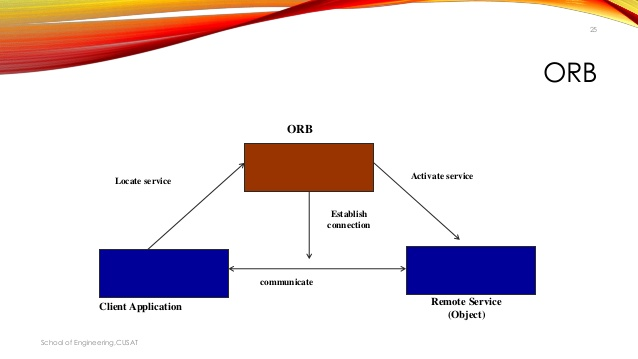 25
ORB
ORB
Locate service
Activate service
Establish
connection
communicate
Client Application
Remote Service
(Object)
School of Engineering,CUSAT